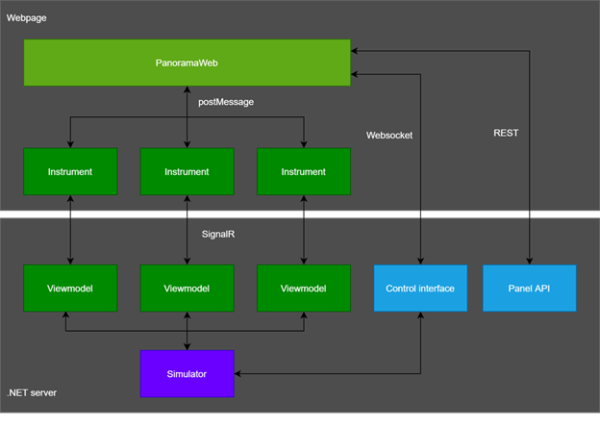 Webpage
PanoramaWeb
postMessage
Websocket
REST
Instrument
Instrument
Instrument
SignalR
Viewmodel
Viewmodel
Viewmodel
Control interface
Panel API
Simulator
.NET server